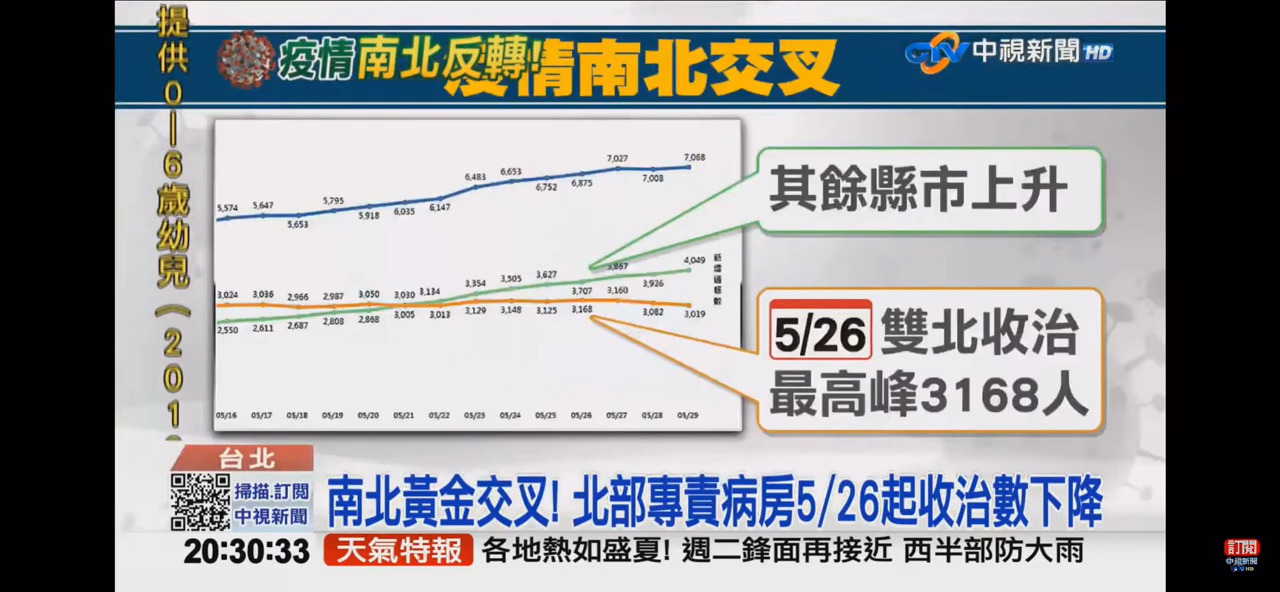 提供0-6歲幼兒(201
疫情南北反轉!
疫情南北交叉
CTV中視新聞HD
7,068
7,027
7,008
6,875
6,752
6,653
6,483
6,147
6,035
5,918
5,795
5,653
5,647
5,574
其餘縣市上升
4,049
3,926
3,867
3,707
3,627
3,505
3,354
3,134
3,030
2,868
2,808
2,687
2,611
2,550
3,024
3,036
2,966
2,987
3,050
3,005
3,013
3,129
3,148
3,125
3,168
3,160
3,082
3,019
05/16 05/17 05/18 05/19 05/20 05/21 05/22 05/23 05/24 05/25 05/26 05/27 05/28 05/29
5/26雙北收治
最高峰3168人
台北
掃描.訂閱
中視新聞
南北黃金交叉! 北部專責病房5/26起收治數下降
20:30:33 天氣特報 各地熱如盛夏! 週二鋒面再接近 西半部防大雨
訂閱
中視新聞
HD